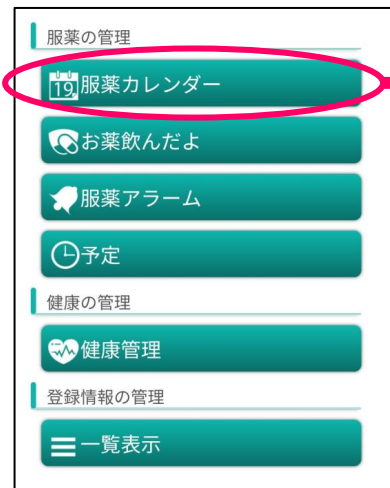 服薬の管理
19 服薬カレンダー
お薬飲んだよ
服薬アラーム
予定
健康の管理
健康管理
登録情報の管理
一覧表示